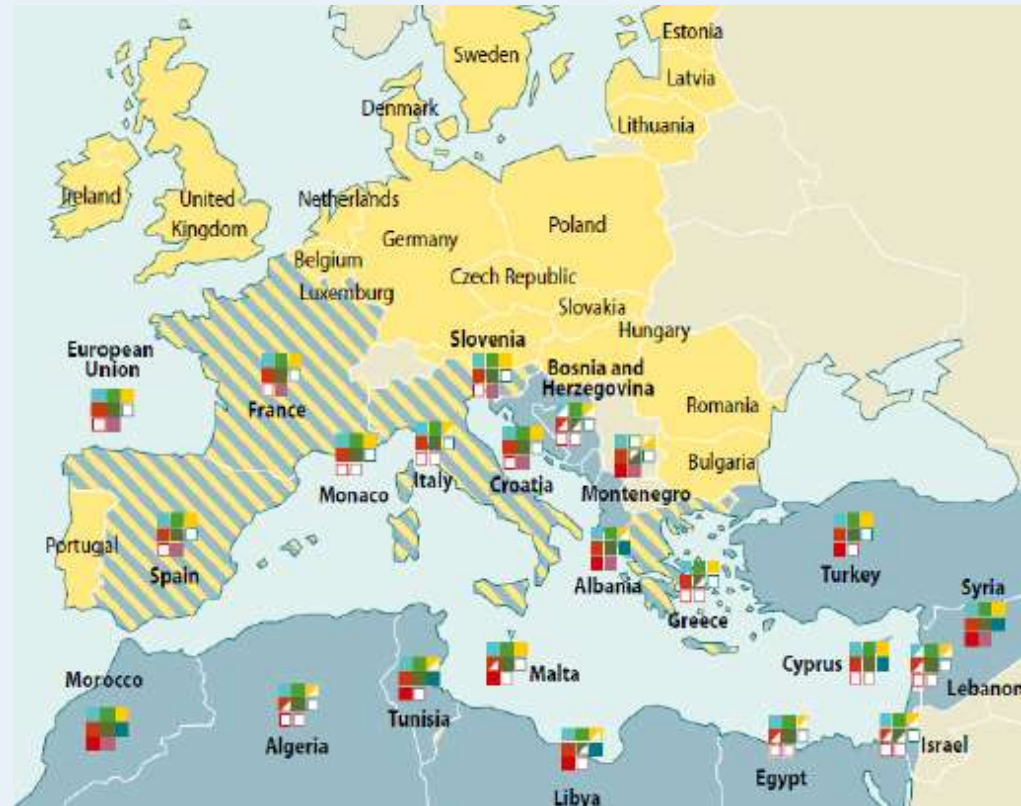 Estonia
Sweden
Latvia
Denmark
Lithuania
Ireland
United
Kingdom
Netherlands
Germany
Poland
Belgium
Czech Republic
Luxemburg
Slovakia
Hungary
European
Union
Slovenia
Bosnia and
Herzegovina
France
Romania
Bulgaria
Monaco
Italy
Croatia
Montenegro
Portugal
Spain
Albania
Turkey
Greece
Syria
Morocco
Malta
Cyprus
Lebanon
Tunisia
Algeria
Israel
Egypt
Libya